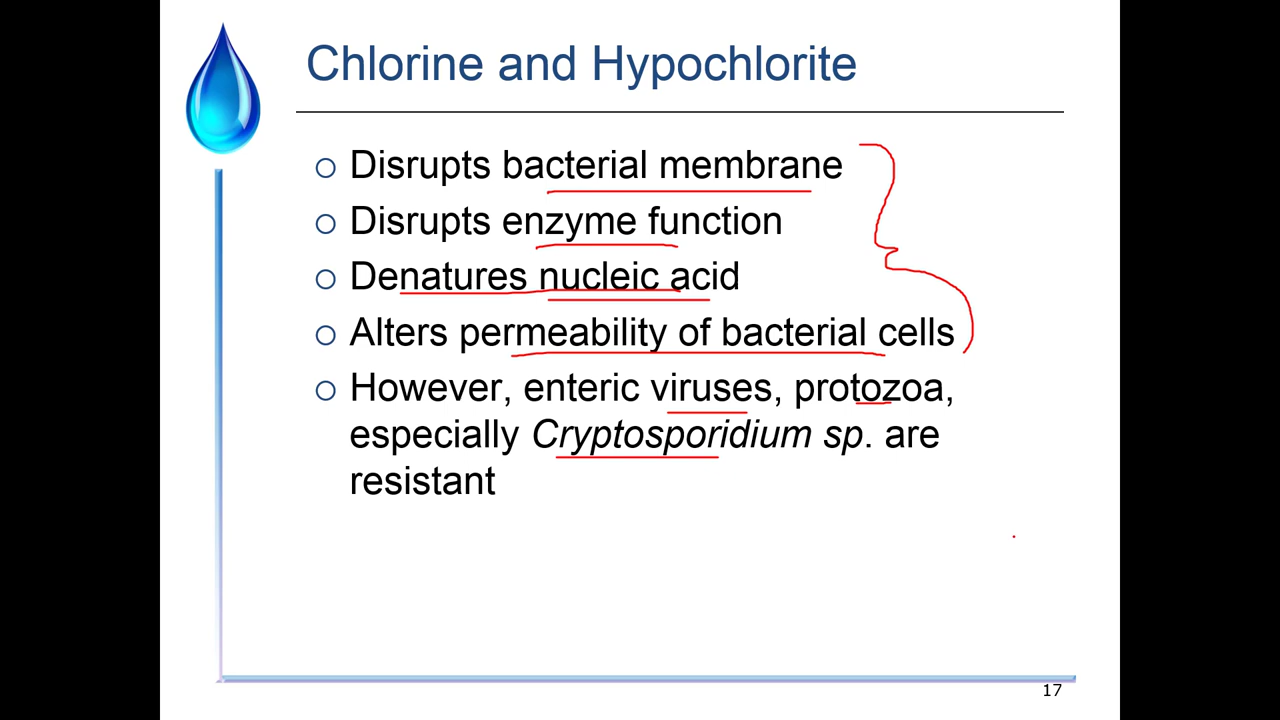 Chlorine and Hypochlorite
Disrupts bacterial membrane
Disrupts enzyme function
Denatures nucleic acid
Alters permeability of bacterial cells
However, enteric viruses, protozoa,
especially Cryptosporidium sp. are
resistant
17